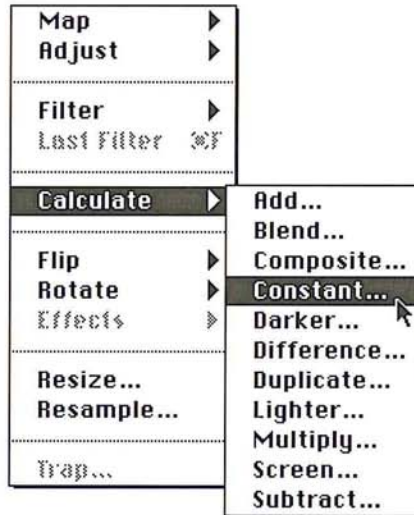 Map
Adjust
Filter
Last Filter ⌘F
Calculate
Flip
Rotate
Effects
Resize...
Resample...
Trap...
Add...
Blend...
Composite...
Constant...
Darker...
Difference...
Duplicate...
Lighter...
Multiply...
Screen...
Subtract...